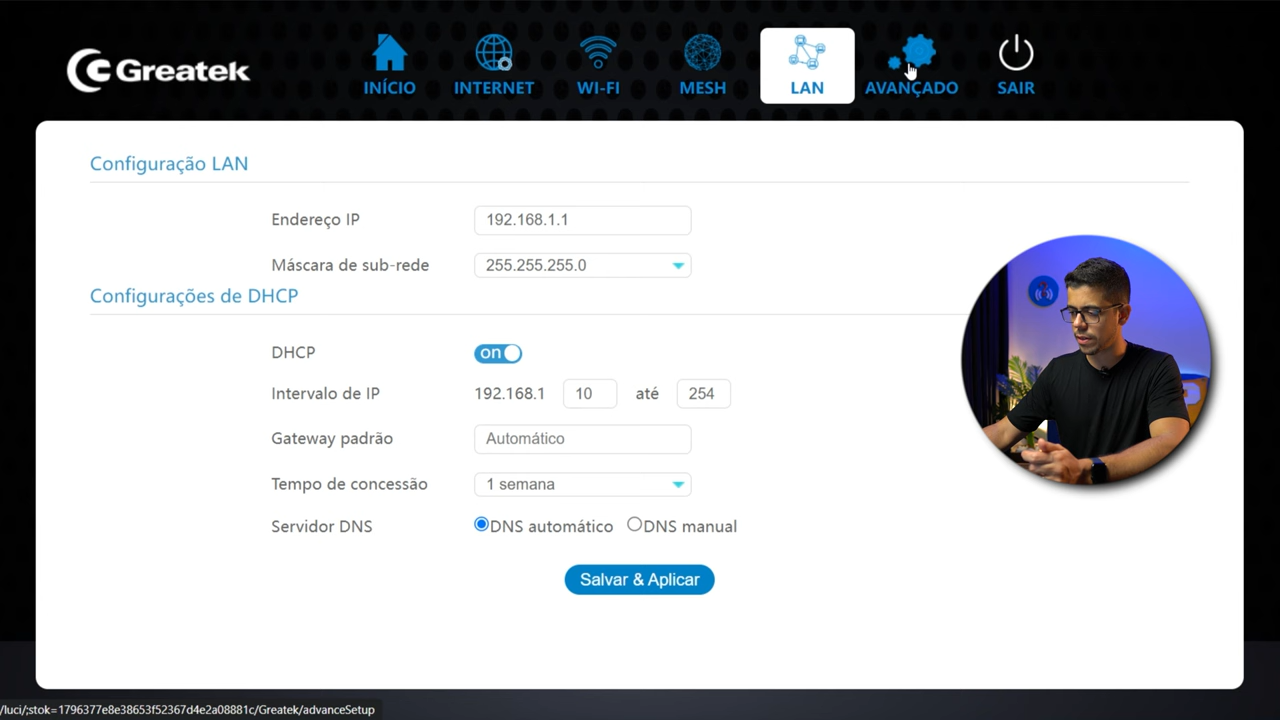 Greatek
INÍCIO
INTERNET
WI-FI
MESH
LAN
AVANÇADO
SAIR
Configuração LAN
Endereço IP 192.168.1.1
Máscara de sub-rede 255.255.255.0
Configurações de DHCP
DHCP on
Intervalo de IP 192.168.1 10 até 254
Gateway padrão Automático
Tempo de concessão 1 semana
Servidor DNS DNS automático DNS manual
Salvar & Aplicar
/luci/;stok=1796377e8e38653f52367d4e2a08881c/Greatek/advanceSetup